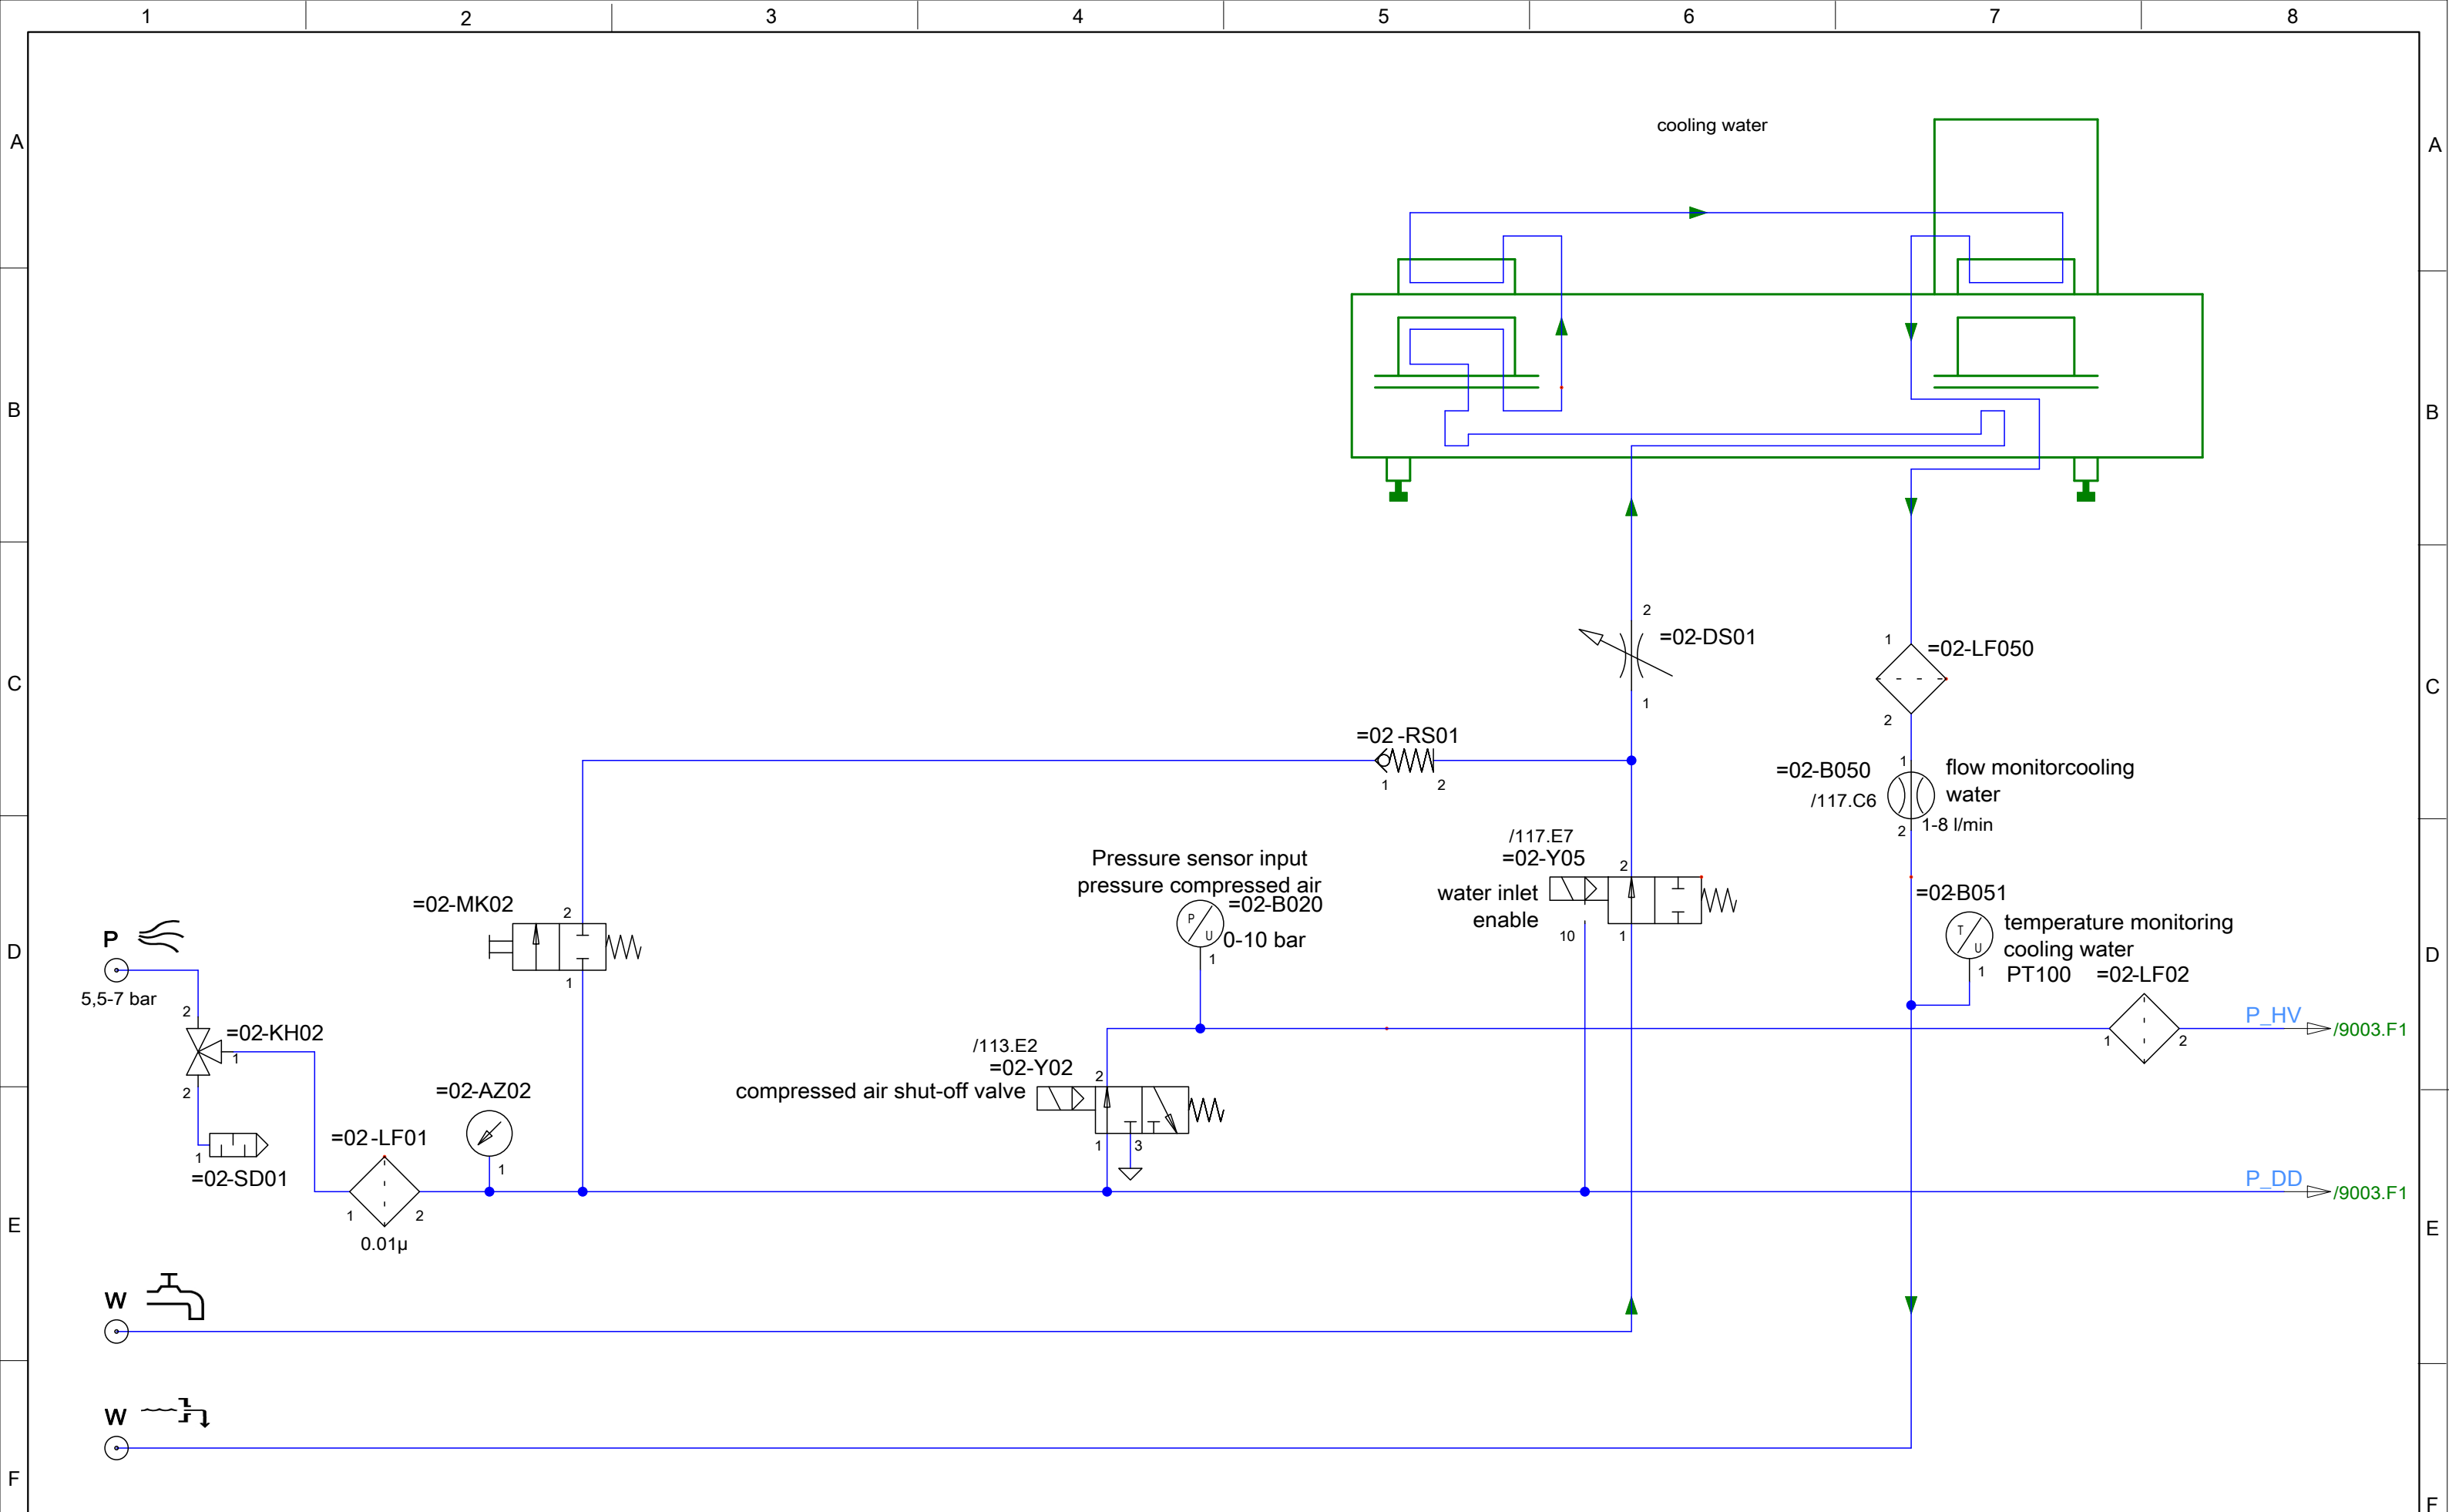 1 2 3 4 5 6 7 8
A
cooling water
A
B
B
2
=02-DS01
1
=02-LF050
C
C
1
2
=02 -RS01
1 2
=02-B050
/117.C6
1
flow monitorcooling
water
2
1-8 l/min
/117.E7
=02-Y05
2
water inlet
enable
10
1
Pressure sensor input
pressure compressed air
=02-B020
P
U
0-10 bar
1
=02-MK02
2
1
=02-B051
T
U
temperature monitoring
cooling water
1
PT100
=02-LF02
D
D
P
5,5-7 bar
2
=02-KH02
1
2
P_HV
/9003.F1
1
2
/113.E2
=02-Y02
2
compressed air shut-off valve
1
3
=02-AZ02
1
=02-LF01
1
=02-SD01
P_DD
/9003.F1
1
2
0.01µ
E
E
W
W
F
F